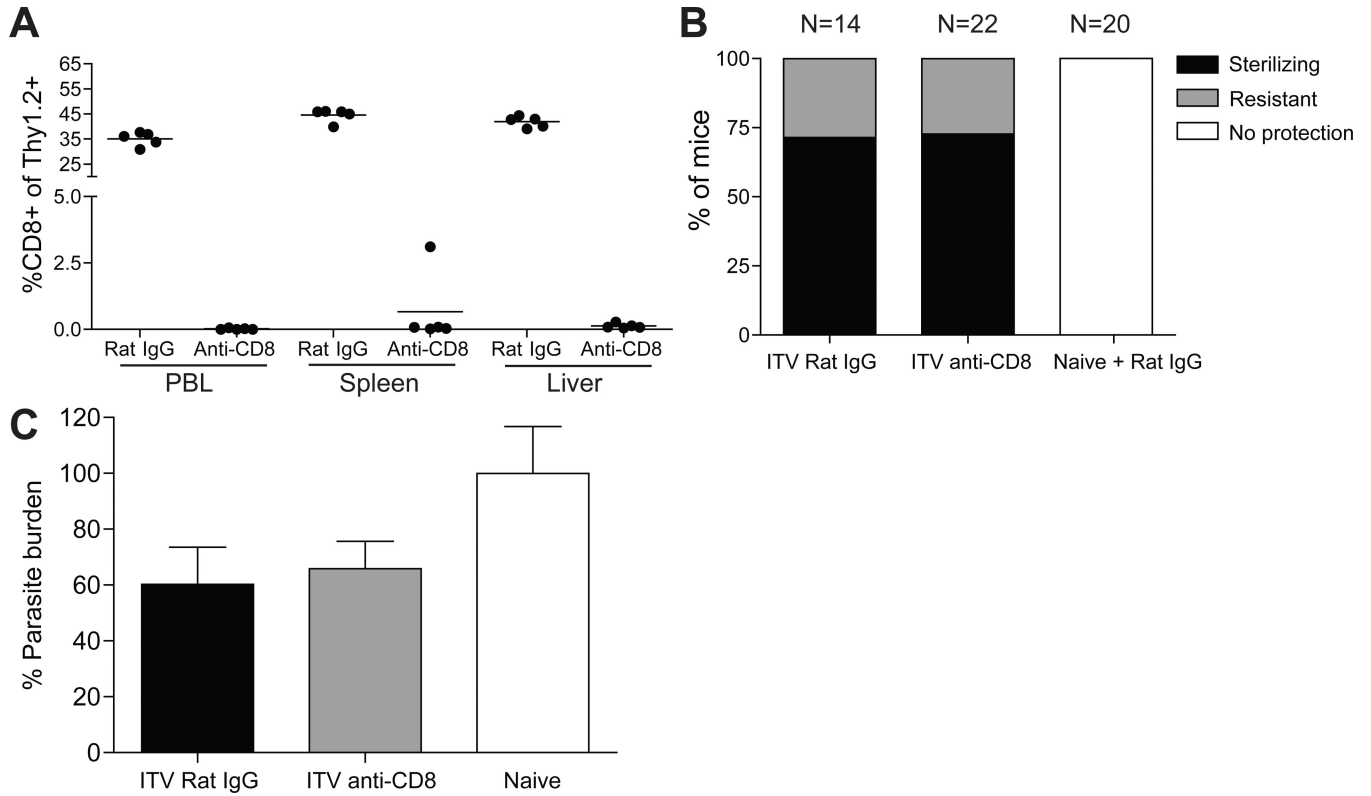 A
%CD8+ of Thy1.2+
65
55
45
35
25
5.0
2.5
0.0
Rat IgG Anti-CD8 Rat IgG Anti-CD8 Rat IgG Anti-CD8
PBL Spleen Liver
B
N=14 N=22 N=20
% of mice
100
75
50
25
0
ITV Rat IgG ITV anti-CD8 Naive + Rat IgG
Sterilizing
Resistant
No protection
C
% Parasite burden
120
100
80
60
40
20
0
ITV Rat IgG ITV anti-CD8 Naive